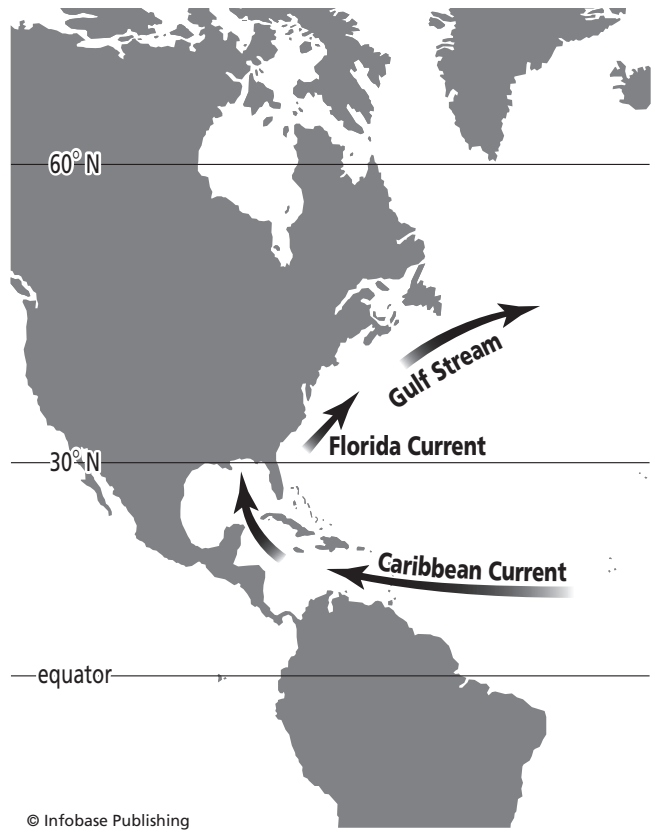 60° N
Gulf Stream
Florida Current
30° N
Caribbean Current
equator
© Infobase Publishing